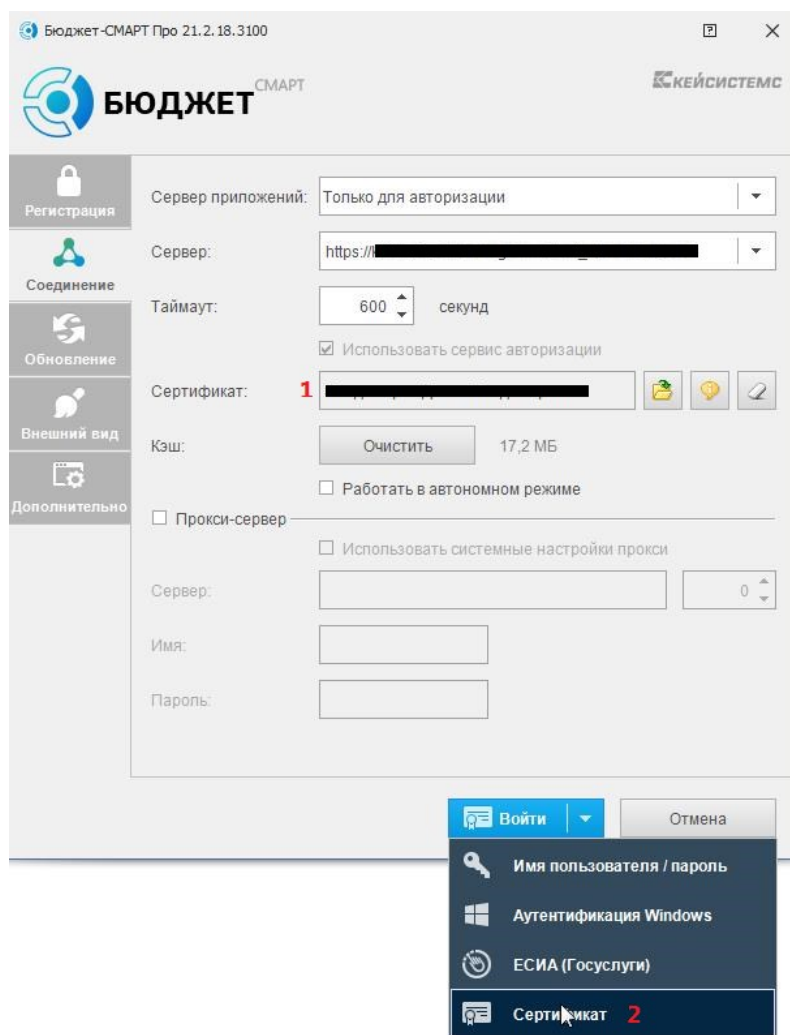 Бюджет-СМАРТ Про 21.2.18.3100
БЮДЖЕТ СМАРТ
КЕЙСИСТЕМС
Регистрация
Соединение
Обновление
Внешний вид
Дополнительно
Сервер приложений: Только для авторизации
Сервер: https://
Таймаут: 600 секунд
Использовать сервис авторизации
Сертификат: 1
Кэш: Очистить 17,2 МБ
Работать в автономном режиме
Прокси-сервер
Использовать системные настройки прокси
Сервер: 0
Имя:
Пароль:
Войти Отмена
Имя пользователя / пароль
Аутентификация Windows
ЕСИА (Госуслуги)
Сертификат 2